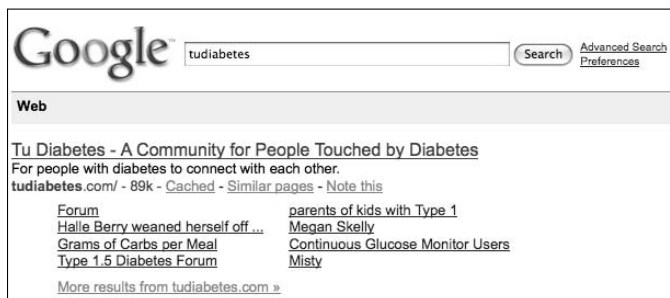 Google™ tudiabetes Search Advanced Search
Preferences
Web
Tu Diabetes - A Community for People Touched by Diabetes
For people with diabetes to connect with each other.
tudiabetes.com/ - 89k - Cached - Similar pages - Note this
Forum parents of kids with Type 1
Halle Berry weaned herself off ... Megan Skelly
Grams of Carbs per Meal Continuous Glucose Monitor Users
Type 1.5 Diabetes Forum Misty
More results from tudiabetes.com »